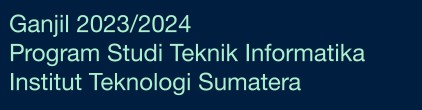 Ganjil 2023/2024
Program Studi Teknik Informatika
Institut Teknologi Sumatera